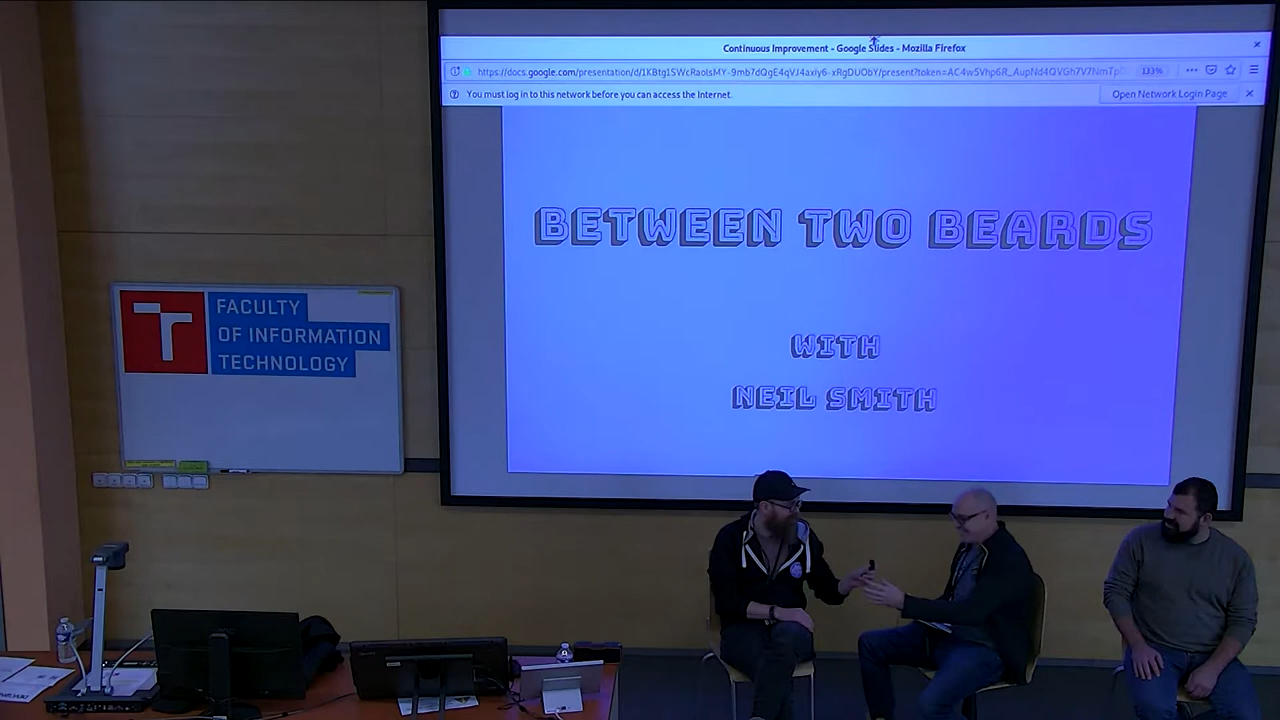 Continuous Improvement - Google Slides - Mozilla Firefox
133%
You must log in to this network before you can access the Internet.
Open Network Login Page
BETWEEN TWO BEARDS
WITH
NEIL SMITH
FACULTY
OF INFORMATION
TECHNOLOGY